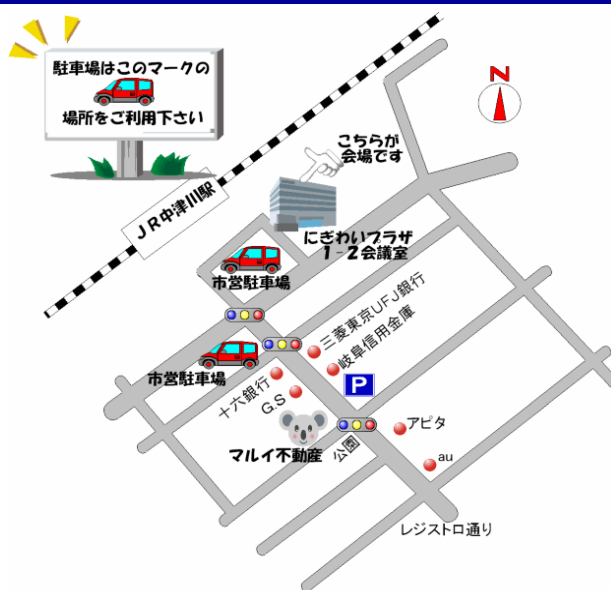 駐車場はこのマークの
場所をご利用下さい
N
こちらが
会場です
JR中津川駅
にぎわいプラザ
1-2会議室
市営駐車場
三菱東京UFJ銀行
岐阜信用金庫
市営駐車場
P
十六銀行
G.S
マルイ不動産
公園
アピタ
au
レジストロ通り